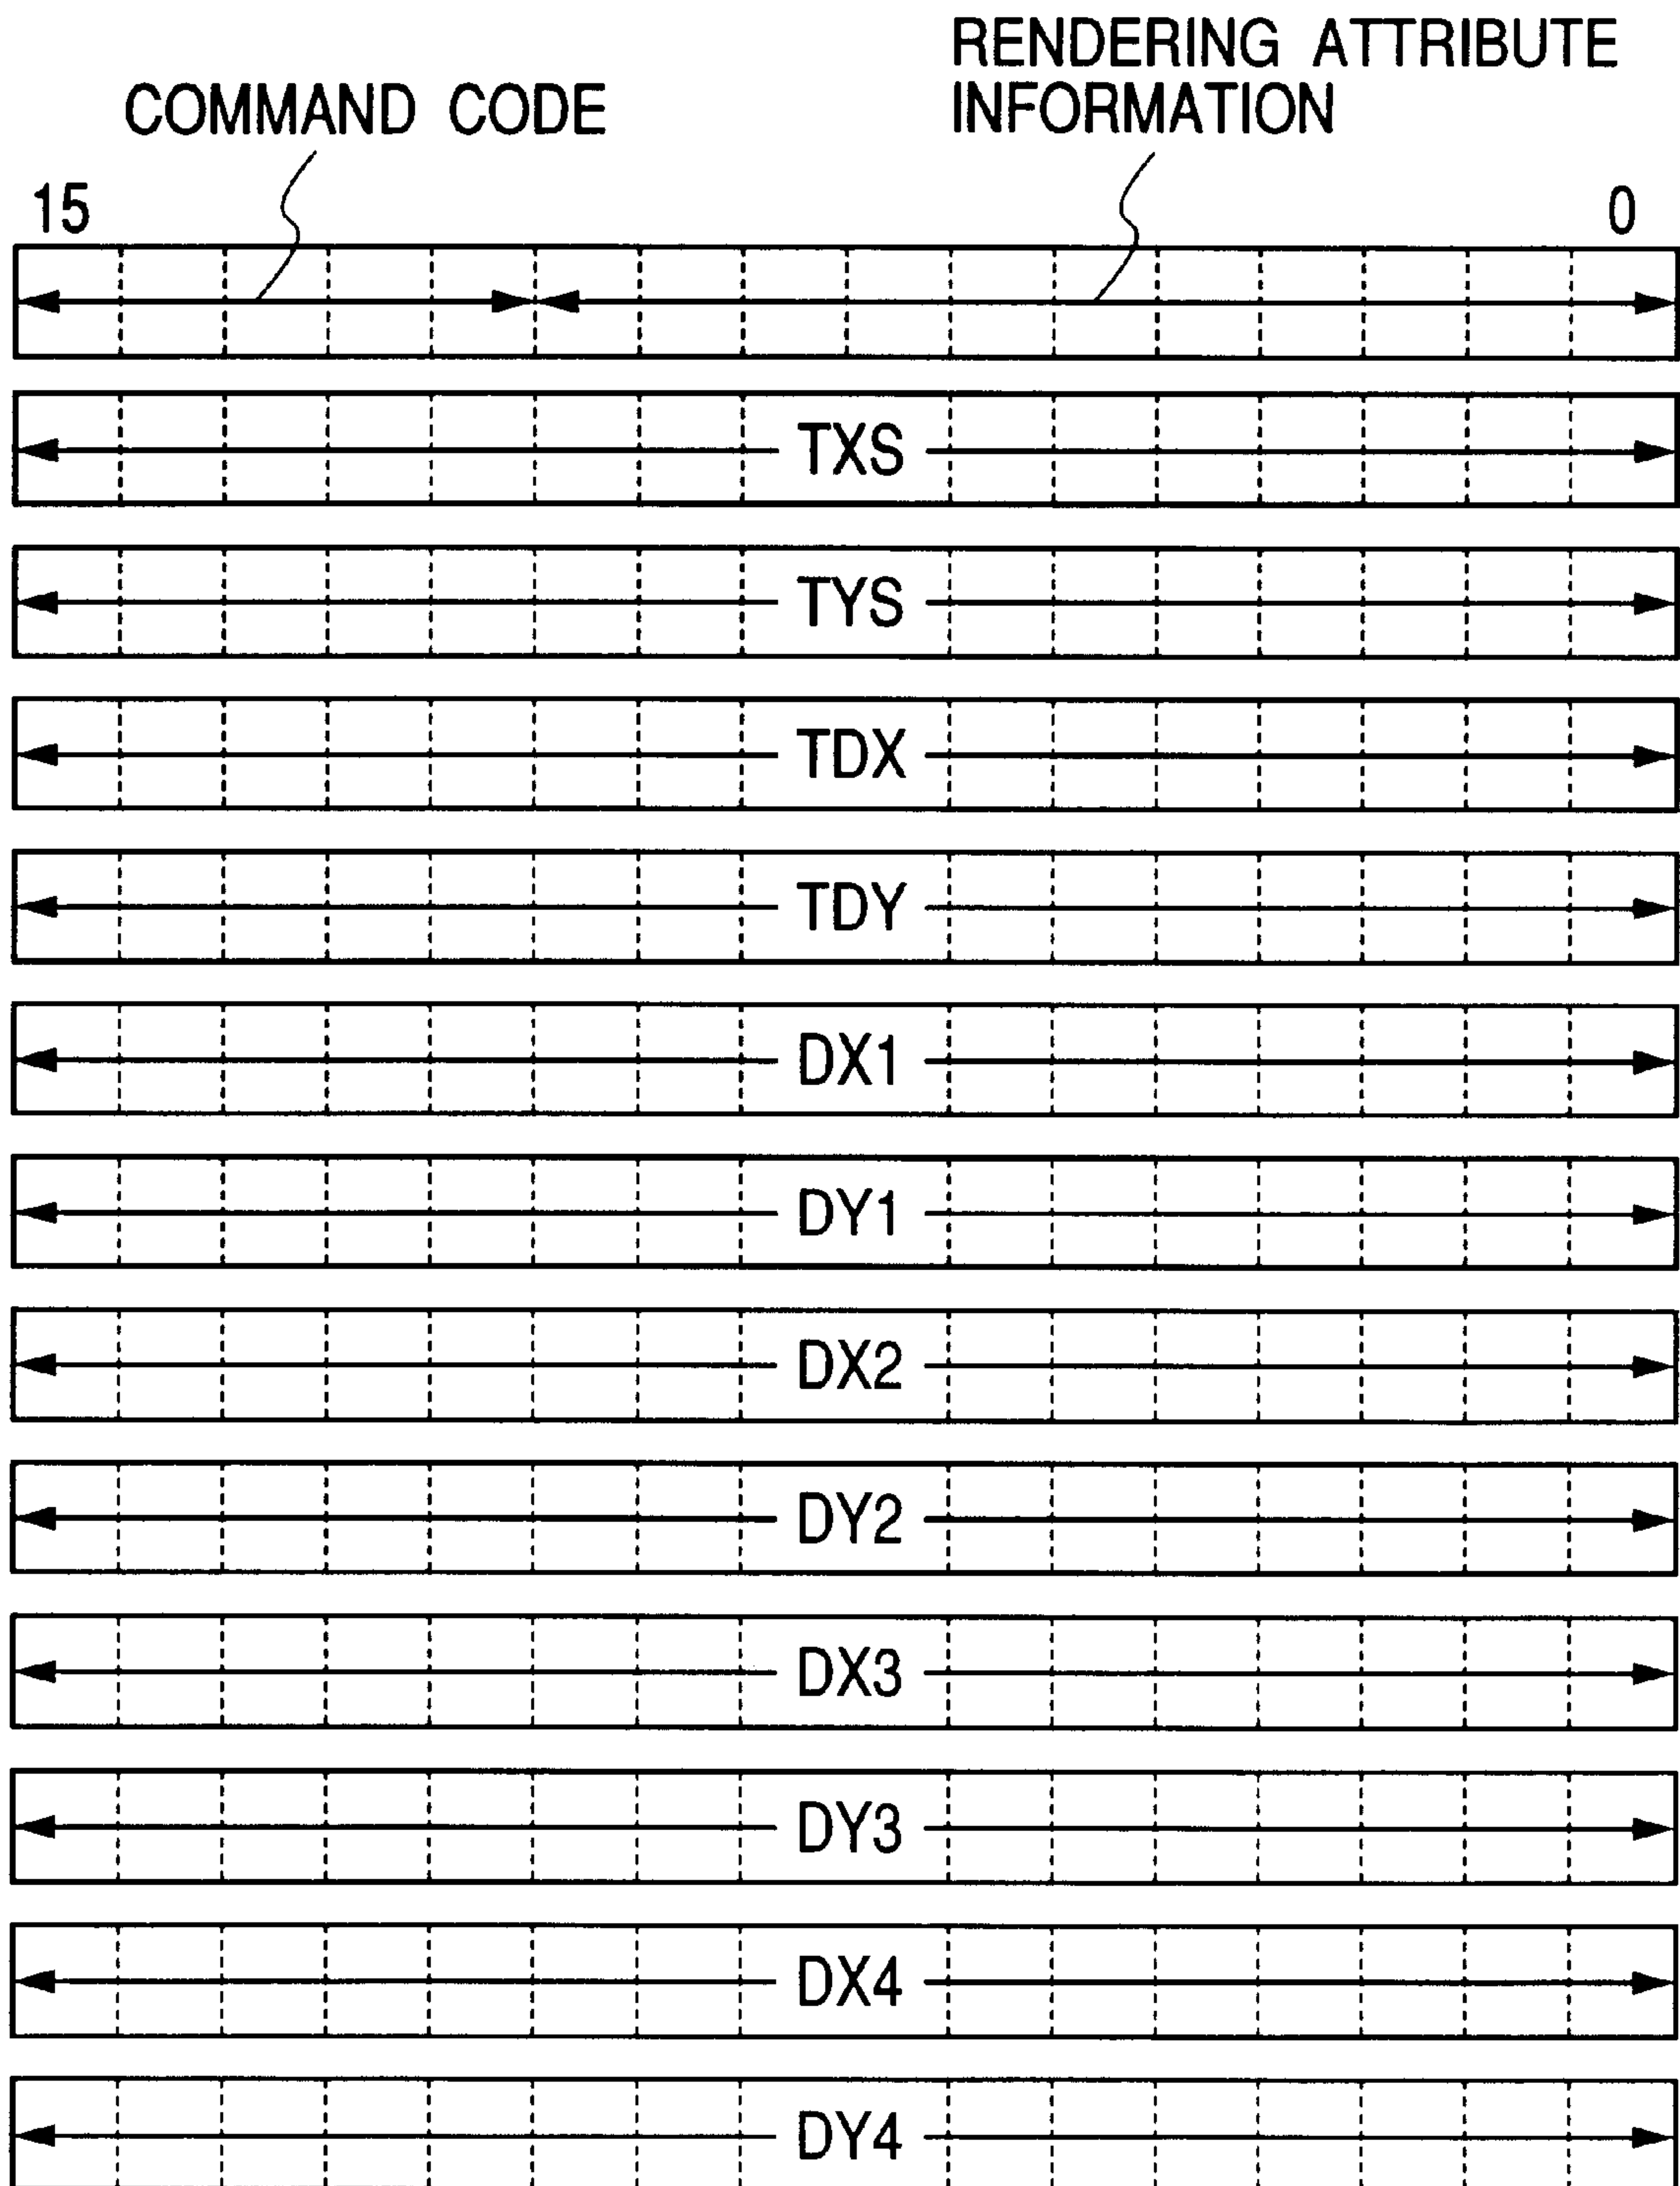 RENDERING ATTRIBUTE
INFORMATION
COMMAND CODE
15 0
TXS
TYS
TDX
TDY
DX1
DY1
DX2
DY2
DX3
DY3
DX4
DY4